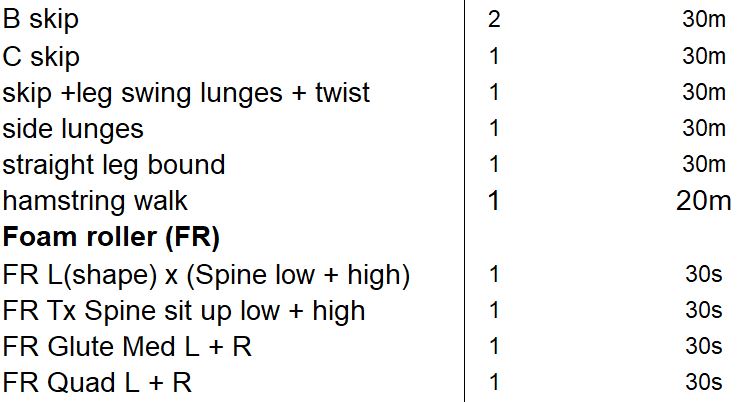 B skip 2 30m
C skip 1 30m
skip +leg swing lunges + twist 1 30m
side lunges 1 30m
straight leg bound 1 30m
hamstring walk 1 20m
Foam roller (FR)
FR L(shape) x (Spine low + high) 1 30s
FR Tx Spine sit up low + high 1 30s
FR Glute Med L + R 1 30s
FR Quad L + R 1 30s